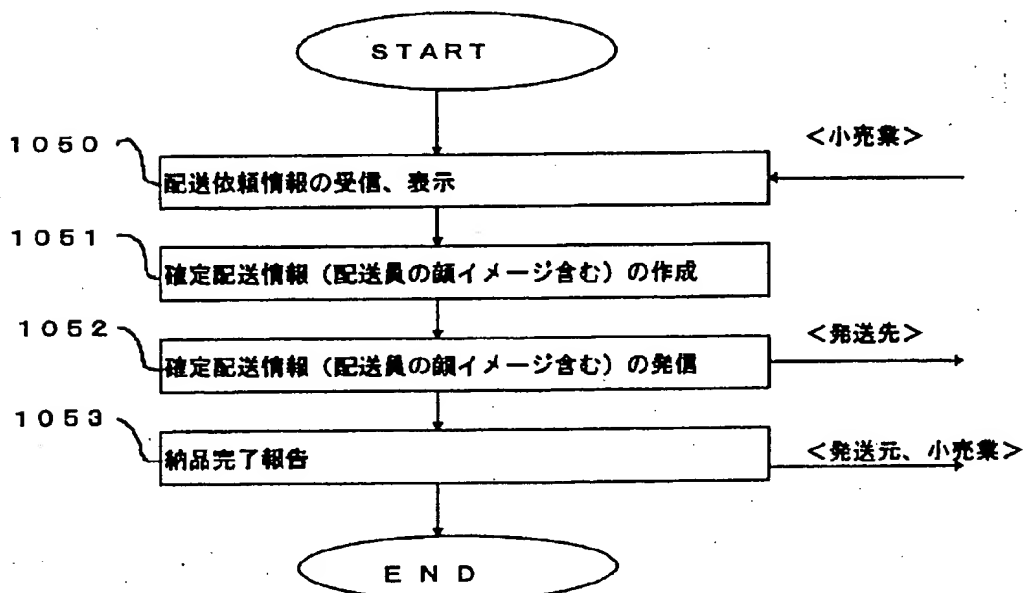 START
<小売業>
1050
配送依頼情報の受信、表示
1051
確定配送情報(配送員の顔イメージ含む)の作成
1052
<発送先>
確定配送情報(配送員の顔イメージ含む)の発信
1053
<発送元、小売業>
納品完了報告
END